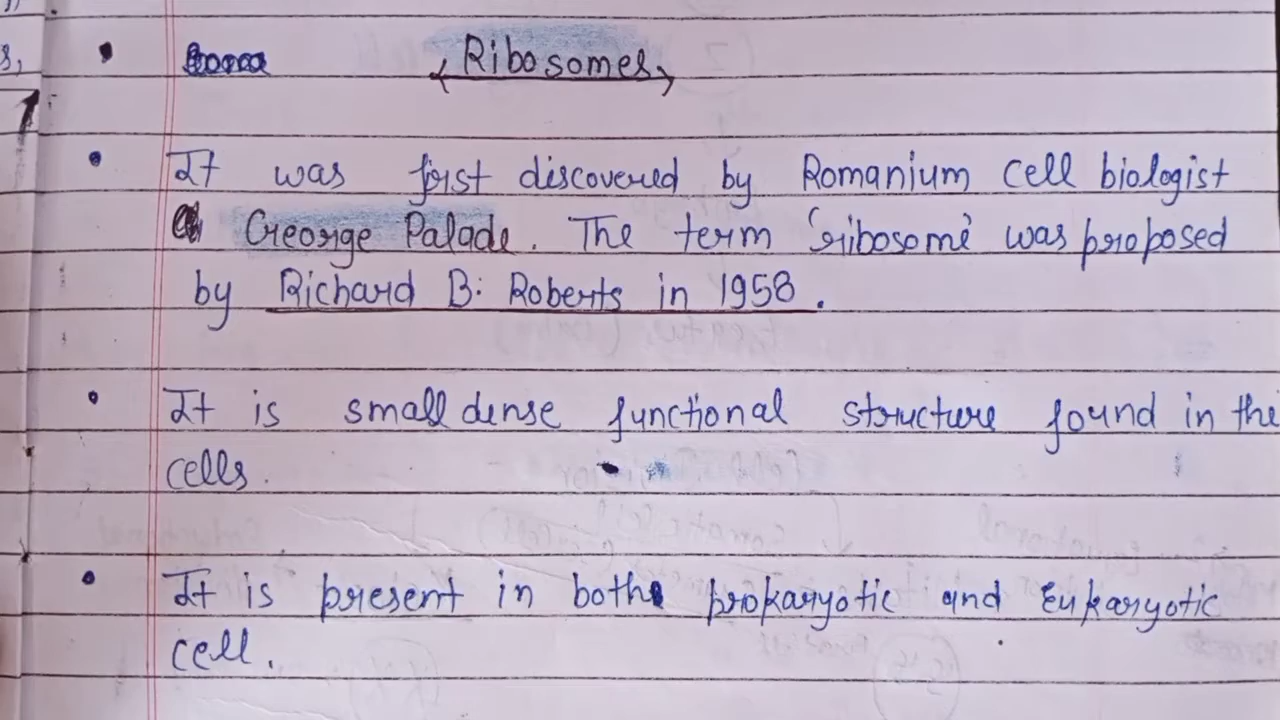 • Ribosomes
• It was first discovered by Romanium cell biologist
George Palade. The term 'ribosome' was proposed
by Richard B. Roberts in 1958.
• It is small dense functional structure found in the
cells.
• It is present in both prokaryotic and Eukaryotic
cell.